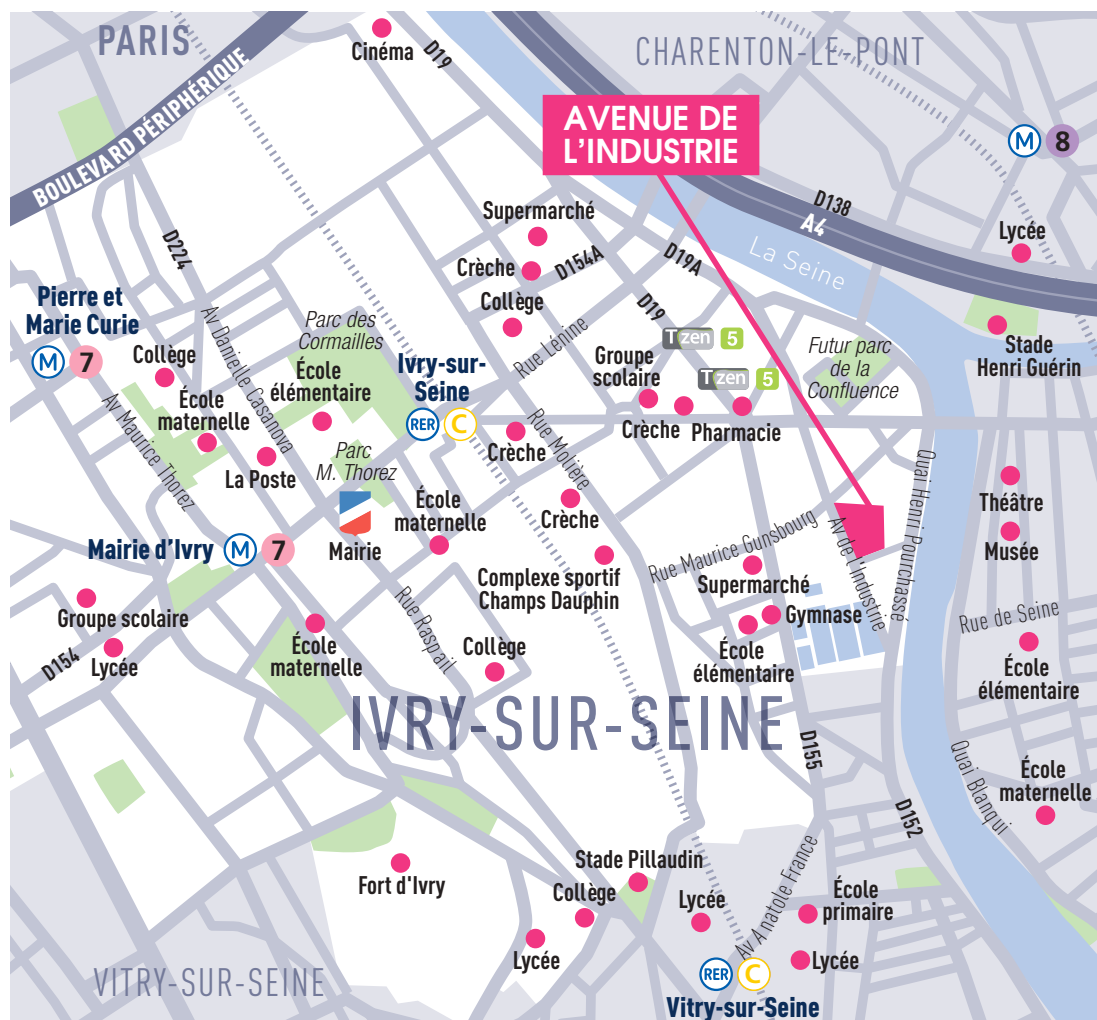 PARIS
Cinéma
D19
CHARENTON-LE-PONT
BOULEVARD PÉRIPHÉRIQUE
AVENUE DE
L'INDUSTRIE
M 8
D138
A4
Lycée
La Seine
Supermarché
Crèche
D154A
Collège
D19A
D224
D19
Pierre et
Marie Curie
M 7
Collège
Av Danielle Casanova
Parc des
Cormailles
École
élémentaire
Ivry-sur-
Seine
RER C
Rue Lénine
Tzen 5
Groupe
scolaire
Tzen 5
Futur parc
de la
Confluence
Stade
Henri Guérin
École
maternelle
Av Maurice Thorez
La Poste
Parc
M. Thorez
Crèche
Rue Molière
Crèche
Pharmacie
Quai Henri Pourchassé
Théâtre
Musée
Mairie d'Ivry
M 7
Mairie
École
maternelle
Crèche
Complexe sportif
Champs Dauphin
Rue Maurice Gunsbourg
Av de l'Industrie
Supermarché
Gymnase
École
élémentaire
Rue de Seine
École
élémentaire
Groupe scolaire
D154
Lycée
École
maternelle
Rue Raspail
Collège
IVRY-SUR-SEINE
D155
D152
Quai Blanqui
École
maternelle
Fort d'Ivry
Stade Pillaudin
Collège
Lycée
Lycée
Av Anatole France
École
primaire
Lycée
RER C
Vitry-sur-Seine
VITRY-SUR-SEINE